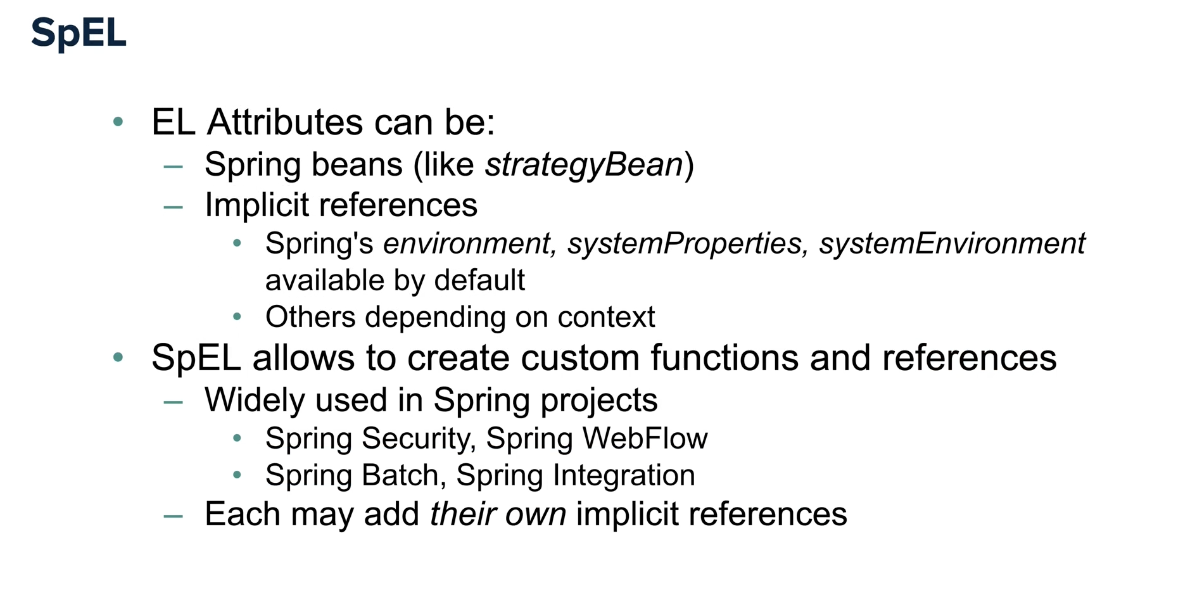 SpEL
• EL Attributes can be:
– Spring beans (like strategyBean)
– Implicit references
• Spring's environment, systemProperties, systemEnvironment
available by default
• Others depending on context
• SpEL allows to create custom functions and references
– Widely used in Spring projects
• Spring Security, Spring WebFlow
• Spring Batch, Spring Integration
– Each may add their own implicit references